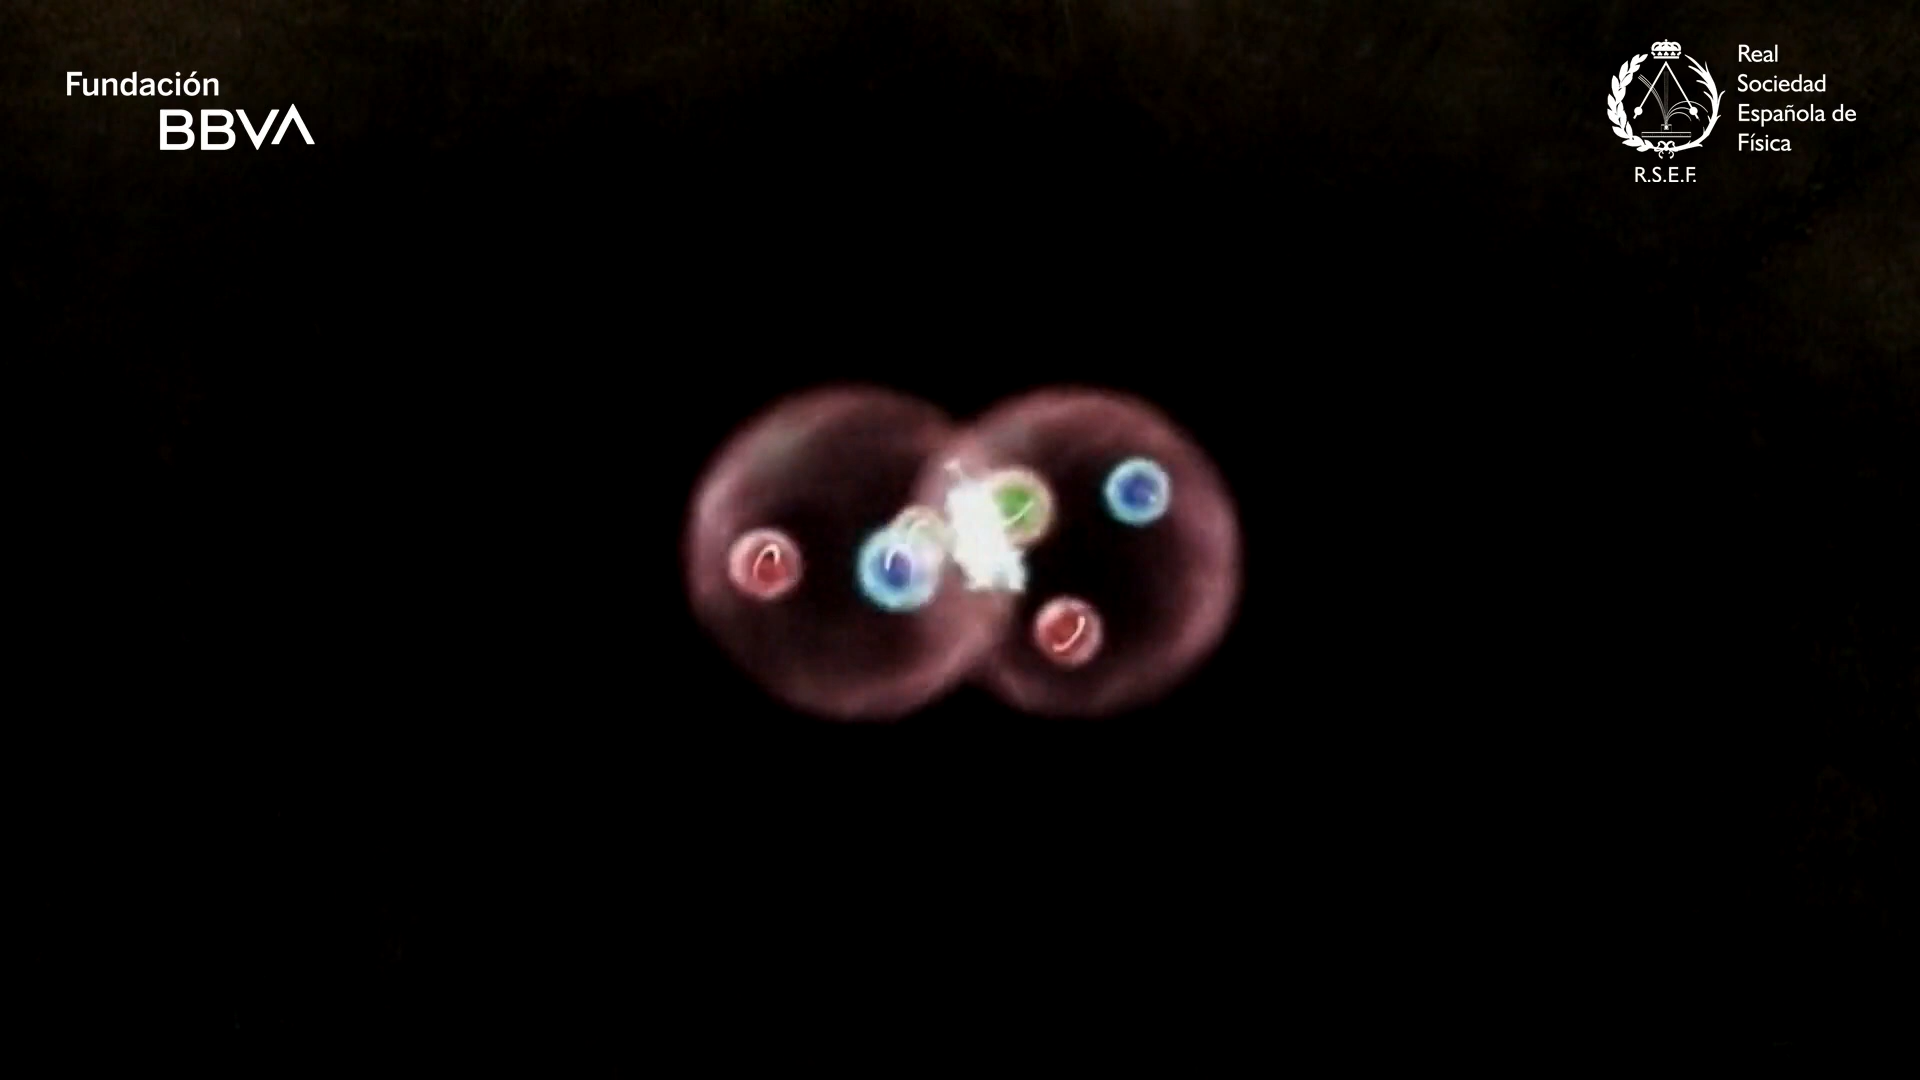 Fundación
BBVA
Real
Sociedad
Española de
Física
R.S.E.F.